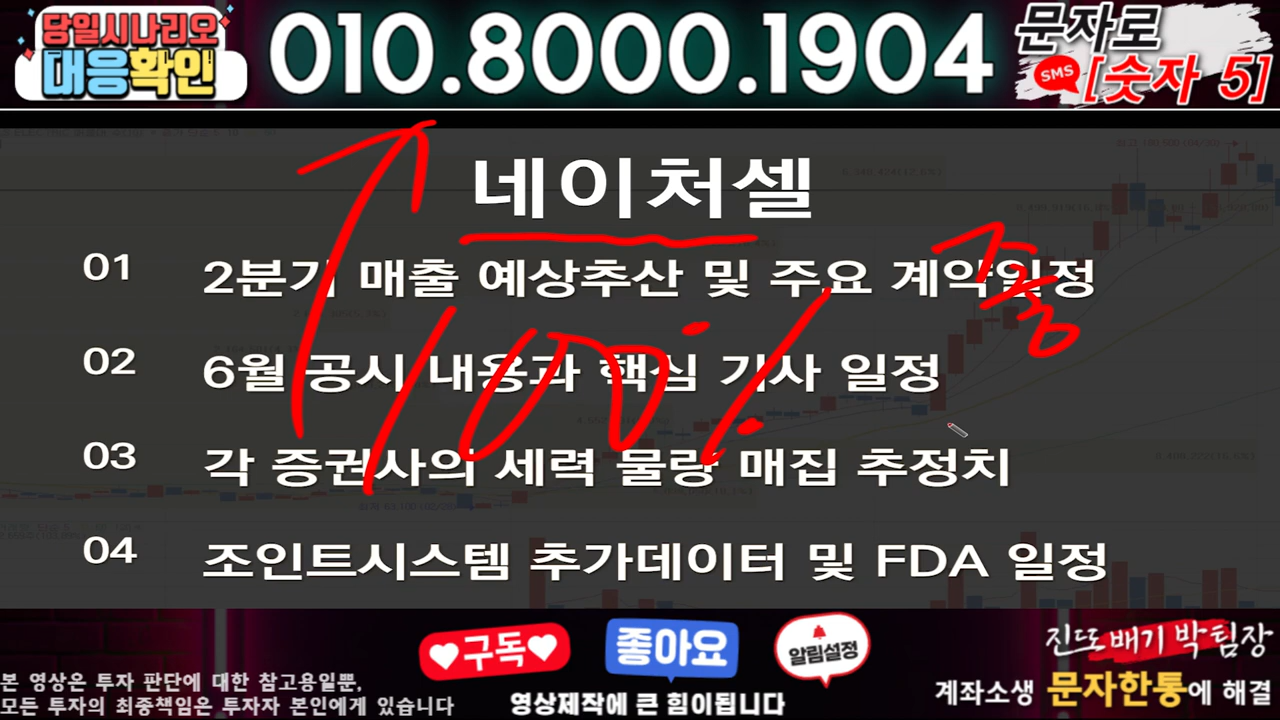 당일시나리오
대응확인
010.8000.1904
문자로
SMS
[숫자 5]
네이처셀
01 2분기 매출 예상추산 및 주요 계약일정
02 6월 공시 내용과 핵심 기사 일정
03 각 증권사의 세력 물량 매집 추정치
04 조인트시스템 추가데이터 및 FDA 일정
100%
구독
좋아요
알림설정
영상제작에 큰 힘이됩니다
본 영상은 투자 판단에 대한 참고용일뿐,
모든 투자의 최종책임은 투자자 본인에게 있습니다
진또배기 박팀장
계좌소생 문자한통에 해결